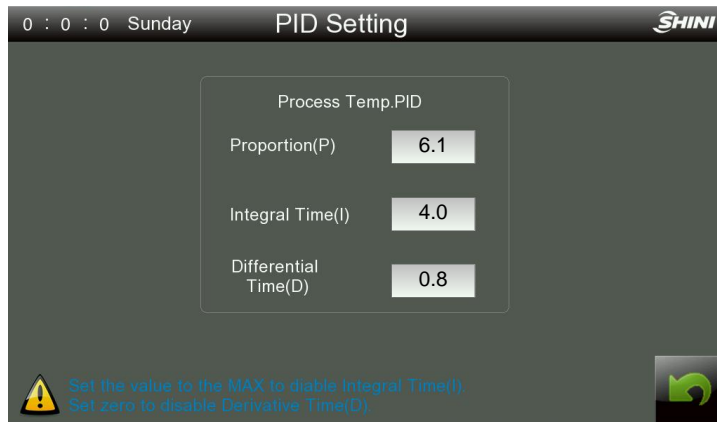 0 : 0 : 0 Sunday PID Setting SHINI
Process Temp.PID
Proportion(P) 6.1
Integral Time(I) 4.0
Differential
Time(D) 0.8
Set the value to the MAX to diable Integral Time(I).
Set zero to disable Derivative Time(D).